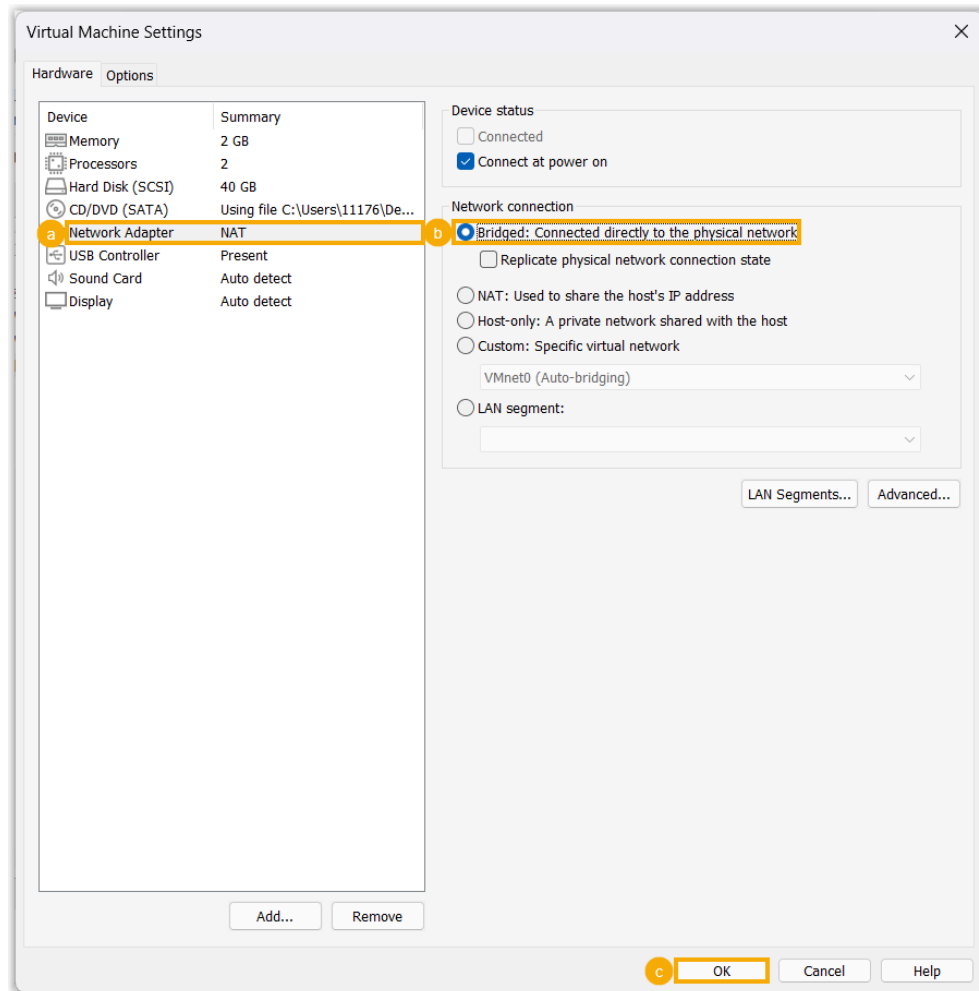 Virtual Machine Settings
Hardware Options
Device Summary
Memory 2 GB
Processors 2
Hard Disk (SCSI) 40 GB
CD/DVD (SATA) Using file C:\Users\11176\De...
a Network Adapter NAT
USB Controller Present
Sound Card Auto detect
Display Auto detect
Add... Remove
Device status
Connected
Connect at power on
Network connection
b Bridged: Connected directly to the physical network
Replicate physical network connection state
NAT: Used to share the host's IP address
Host-only: A private network shared with the host
Custom: Specific virtual network
VMnet0 (Auto-bridging)
LAN segment:
LAN Segments... Advanced...
c OK Cancel Help